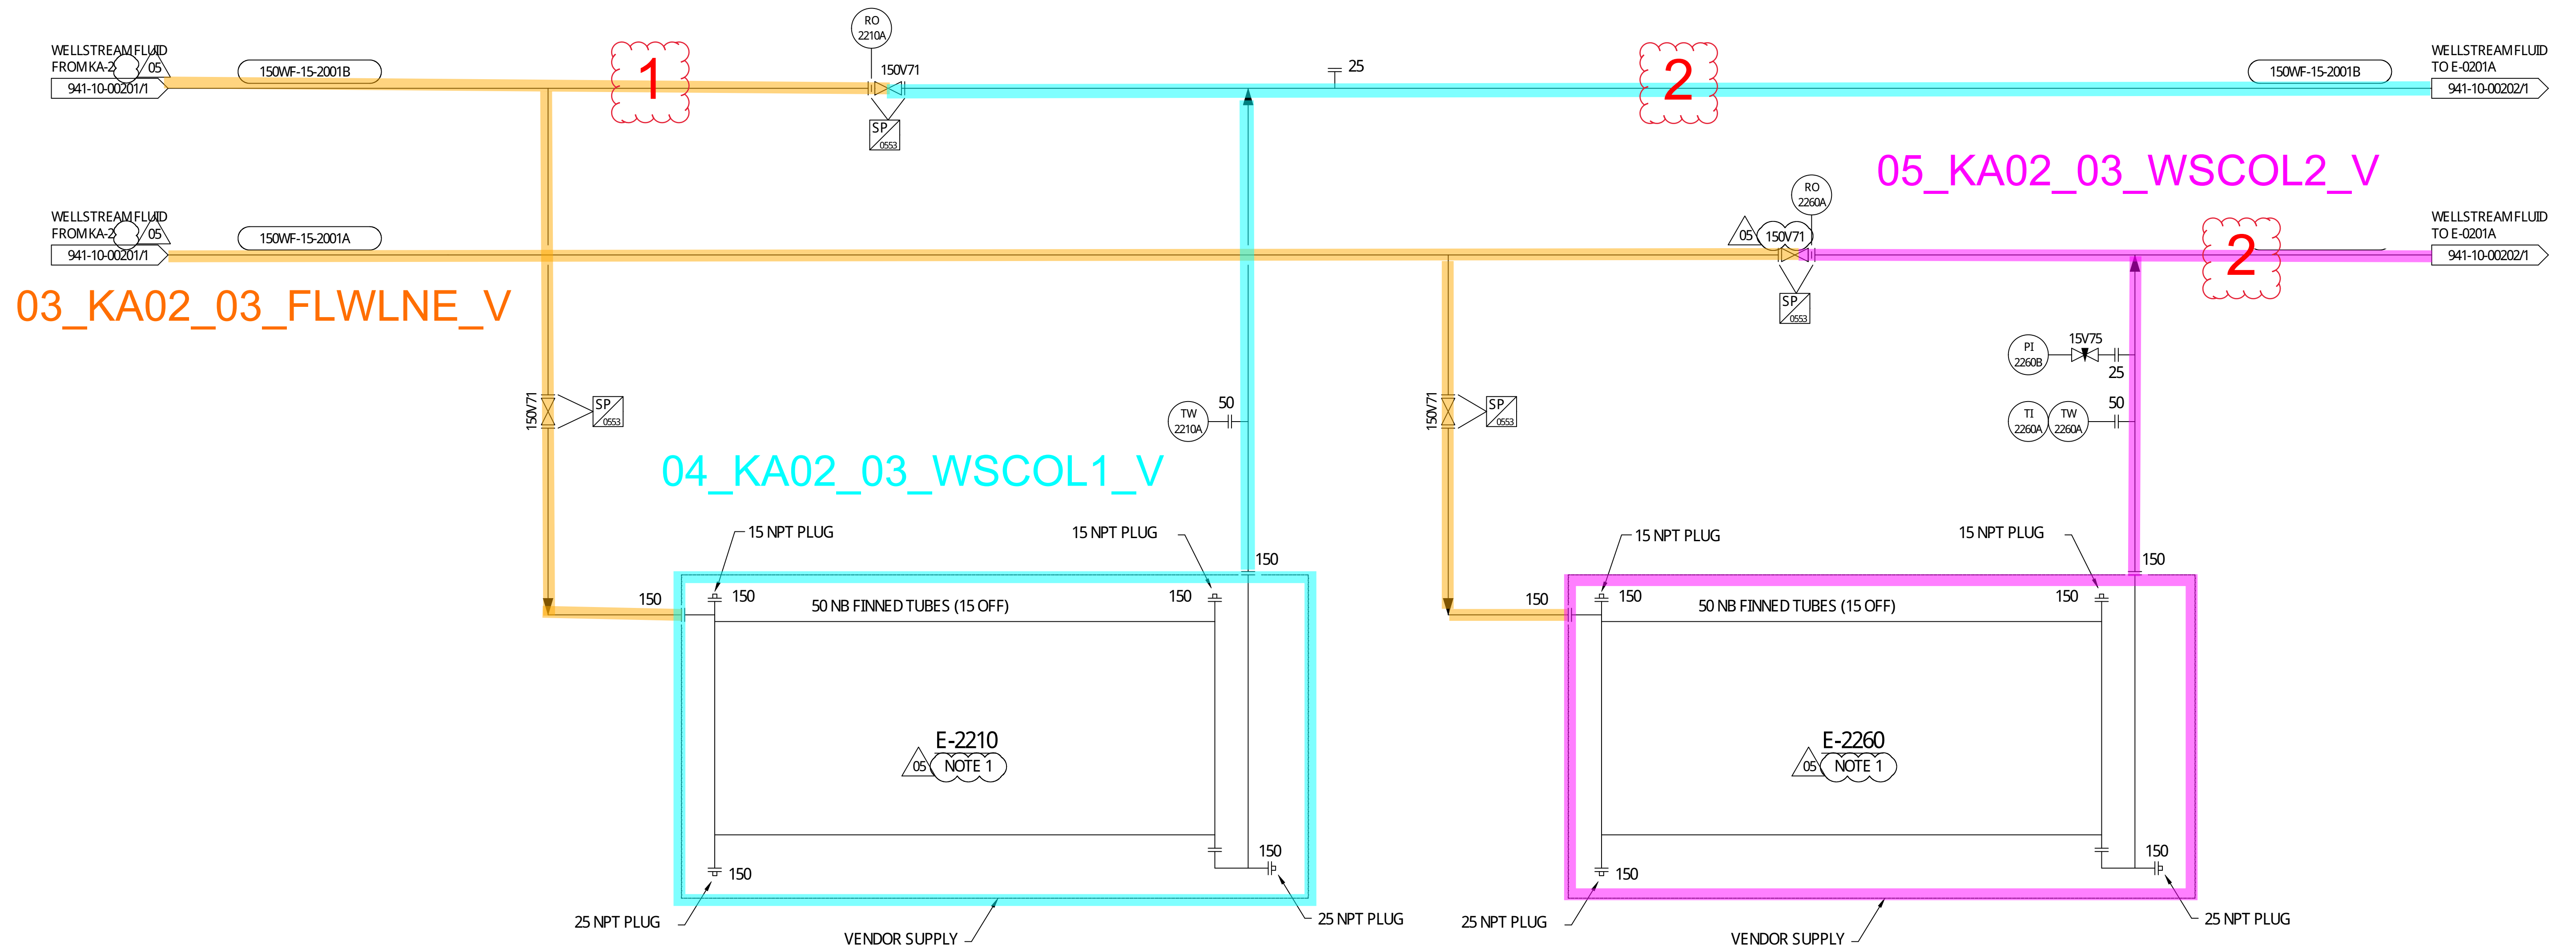 RO
2210A
WELLSTREAM FLUID
FROM KA-2
05
941-10-00201/1
150WF-15-2001B
1
150V71
SP
0553
25
2
150WF-15-2001B
WELLSTREAM FLUID
TO E-0201A
941-10-00202/1
05_KA02_03_WSCOL2_V
RO
2260A
WELLSTREAM FLUID
FROM KA-2
05
941-10-00201/1
150WF-15-2001A
05
150V71
SP
0553
2
WELLSTREAM FLUID
TO E-0201A
941-10-00202/1
03_KA02_03_FLWLNE_V
PI
2260B
15V75
25
150V71
SP
0553
TW
2210A
50
150V71
SP
0553
TI
2260A
TW
2260A
50
04_KA02_03_WSCOL1_V
15 NPT PLUG
15 NPT PLUG
150
15 NPT PLUG
15 NPT PLUG
150
150
150
50 NB FINNED TUBES (15 OFF)
150
150
150
50 NB FINNED TUBES (15 OFF)
150
E-2210
05
NOTE 1
E-2260
05
NOTE 1
150
150
150
150
25 NPT PLUG
VENDOR SUPPLY
25 NPT PLUG
25 NPT PLUG
VENDOR SUPPLY
25 NPT PLUG